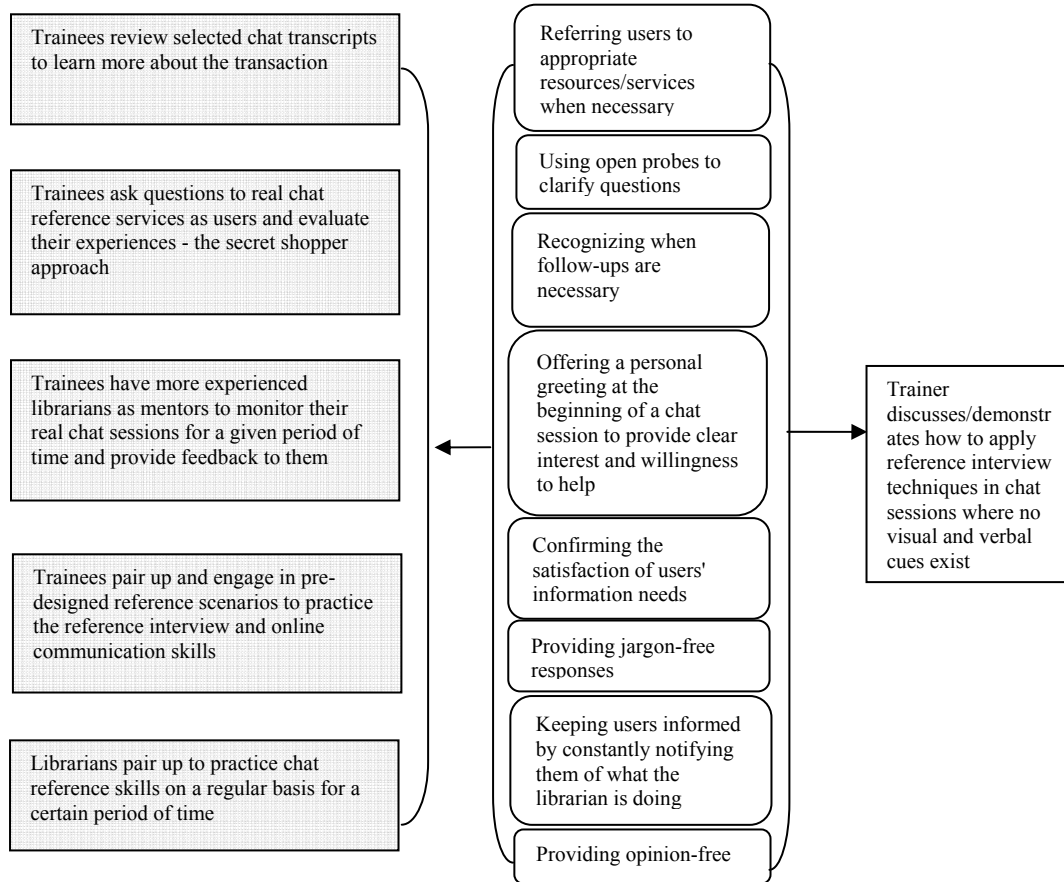 Trainees review selected chat transcripts
to learn more about the transaction
Trainees ask questions to real chat
reference services as users and evaluate
their experiences - the secret shopper
approach
Trainees have more experienced
librarians as mentors to monitor their
real chat sessions for a given period of
time and provide feedback to them
Trainees pair up and engage in pre-
designed reference scenarios to practice
the reference interview and online
communication skills
Librarians pair up to practice chat
reference skills on a regular basis for a
certain period of time
Referring users to
appropriate
resources/services
when necessary
Using open probes to
clarify questions
Recognizing when
follow-ups are
necessary
Offering a personal
greeting at the
beginning of a chat
session to provide clear
interest and willingness
to help
Confirming the
satisfaction of users'
information needs
Providing jargon-free
responses
Keeping users informed
by constantly notifying
them of what the
librarian is doing
Providing opinion-free
Trainer
discusses/demonstr
ates how to apply
reference interview
techniques in chat
sessions where no
visual and verbal
cues exist